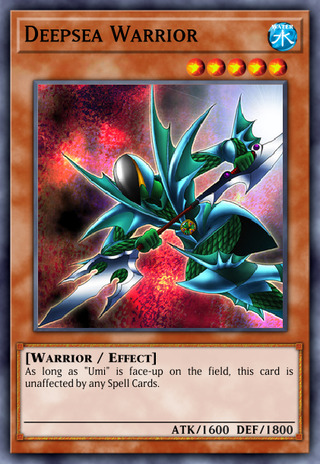 Deepsea Warrior
WATER
水
[Warrior / Effect]
As long as "Umi" is face-up on the field, this card is
unaffected by any Spell Cards.
ATK/1600 DEF/1800